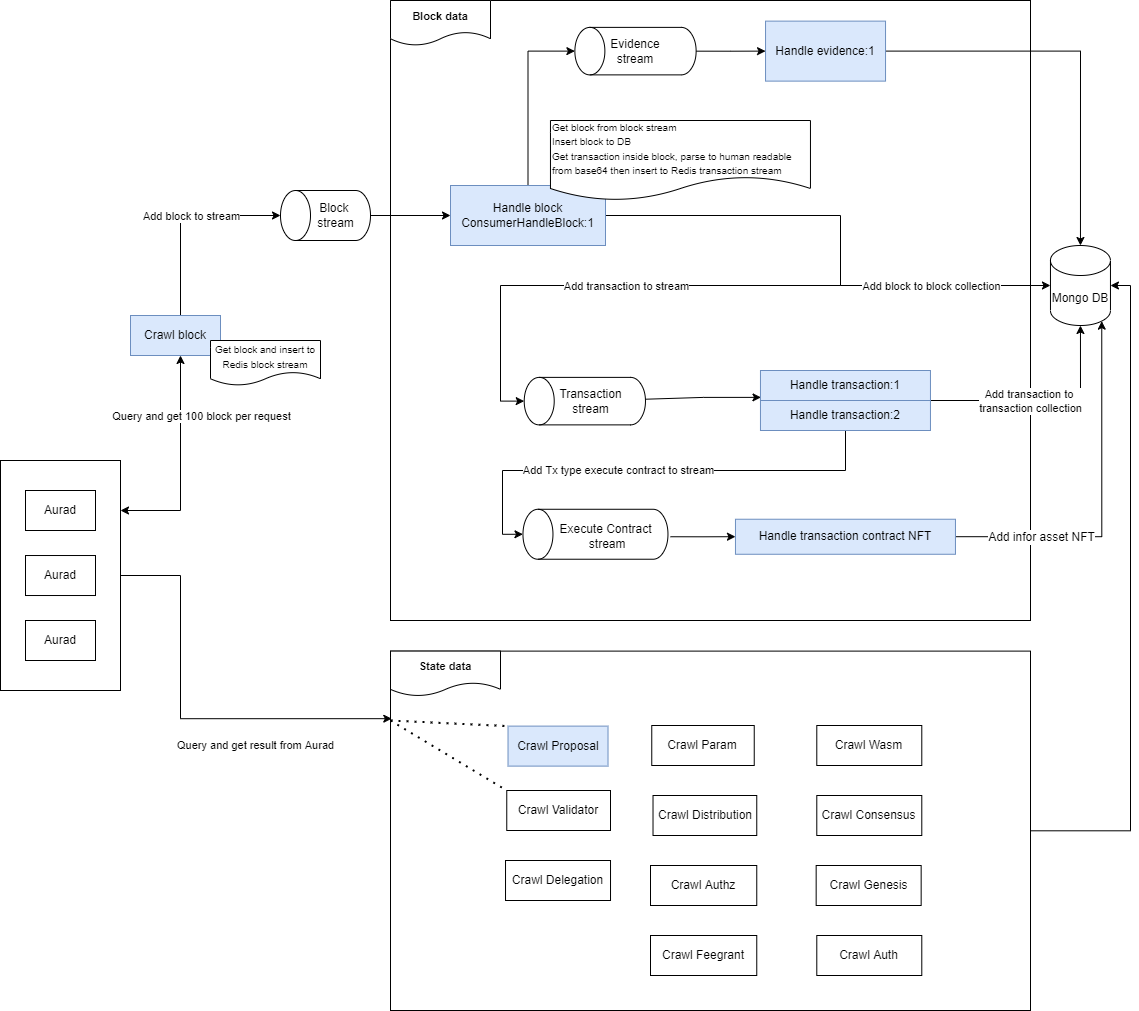 Block data
Evidence
stream
Handle evidence:1
Get block from block stream
Insert block to DB
Get transaction inside block, parse to human readable
from base64 then insert to Redis transaction stream
Add block to stream
Block
stream
Handle block
ConsumerHandleBlock:1
Add transaction to stream
Add block to block collection
Mongo DB
Crawl block
Get block and insert to
Redis block stream
Query and get 100 block per request
Transaction
stream
Handle transaction:1
Handle transaction:2
Add transaction to
transaction collection
Add Tx type execute contract to stream
Execute Contract
stream
Handle transaction contract NFT
Add infor asset NFT
Aurad
Aurad
Aurad
Query and get result from Aurad
State data
Crawl Proposal
Crawl Param
Crawl Wasm
Crawl Validator
Crawl Distribution
Crawl Consensus
Crawl Delegation
Crawl Authz
Crawl Genesis
Crawl Feegrant
Crawl Auth